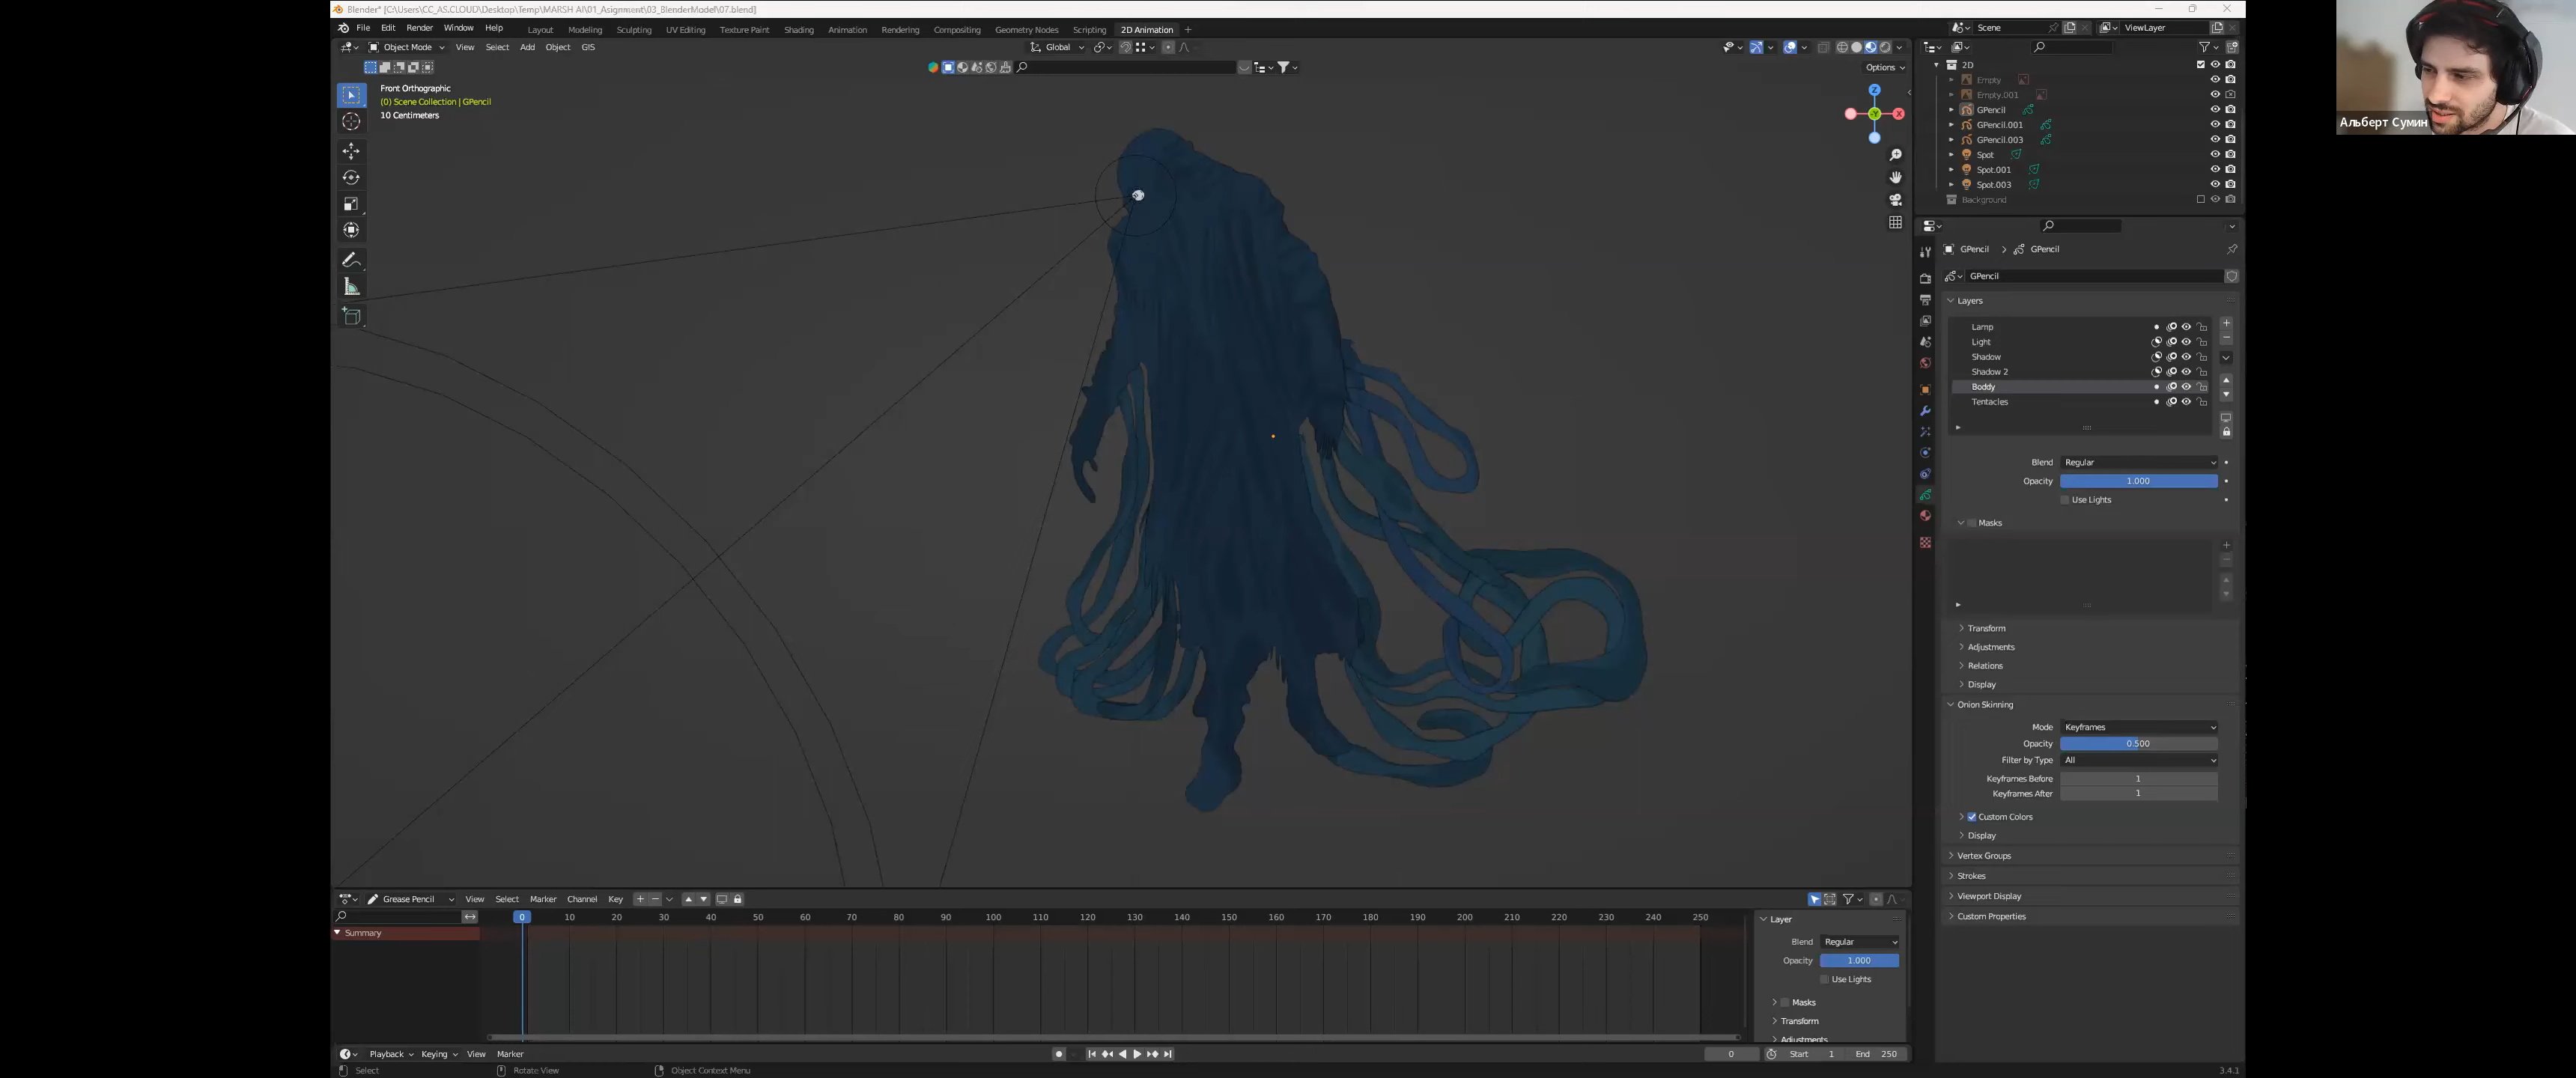 Blender* [C:\Users\CC_AS.CLOUD\Desktop\Temp\MARSH AI\01_Asignment\03_BlenderModel\07.blend]
File Edit Render Window Help Layout Modeling Sculpting UV Editing Texture Paint Shading Animation Rendering Compositing Geometry Nodes Scripting 2D Animation + Scene ViewLayer
Object Mode View Select Add Object GIS Global
Options
Front Orthographic
(0) Scene Collection | GPencil
10 Centimeters
Z
Y
X
2D
Empty
Empty.001
GPencil
GPencil.001
GPencil.003
Spot
Spot.001
Spot.003
Background
Альберт Сумин
GPencil > GPencil
GPencil
Layers
Lamp
Light
Shadow
Shadow 2
Boddy
Tentacles
Blend Regular
Opacity 1.000
Use Lights
Masks
Transform
Adjustments
Relations
Display
Onion Skinning
Mode Keyframes
Opacity 0.500
Filter by Type All
Keyframes Before 1
Keyframes After 1
Custom Colors
Display
Vertex Groups
Strokes
Viewport Display
Custom Properties
Grease Pencil View Select Marker Channel Key
0 10 20 30 40 50 60 70 80 90 100 110 120 130 140 150 160 170 180 190 200 210 220 230 240 250
Summary
Layer
Blend Regular
Opacity 1.000
Use Lights
Masks
Transform
Adjustments
Playback Keying View Marker 0 Start 1 End 250
Select Rotate View Object Context Menu 3.4.1